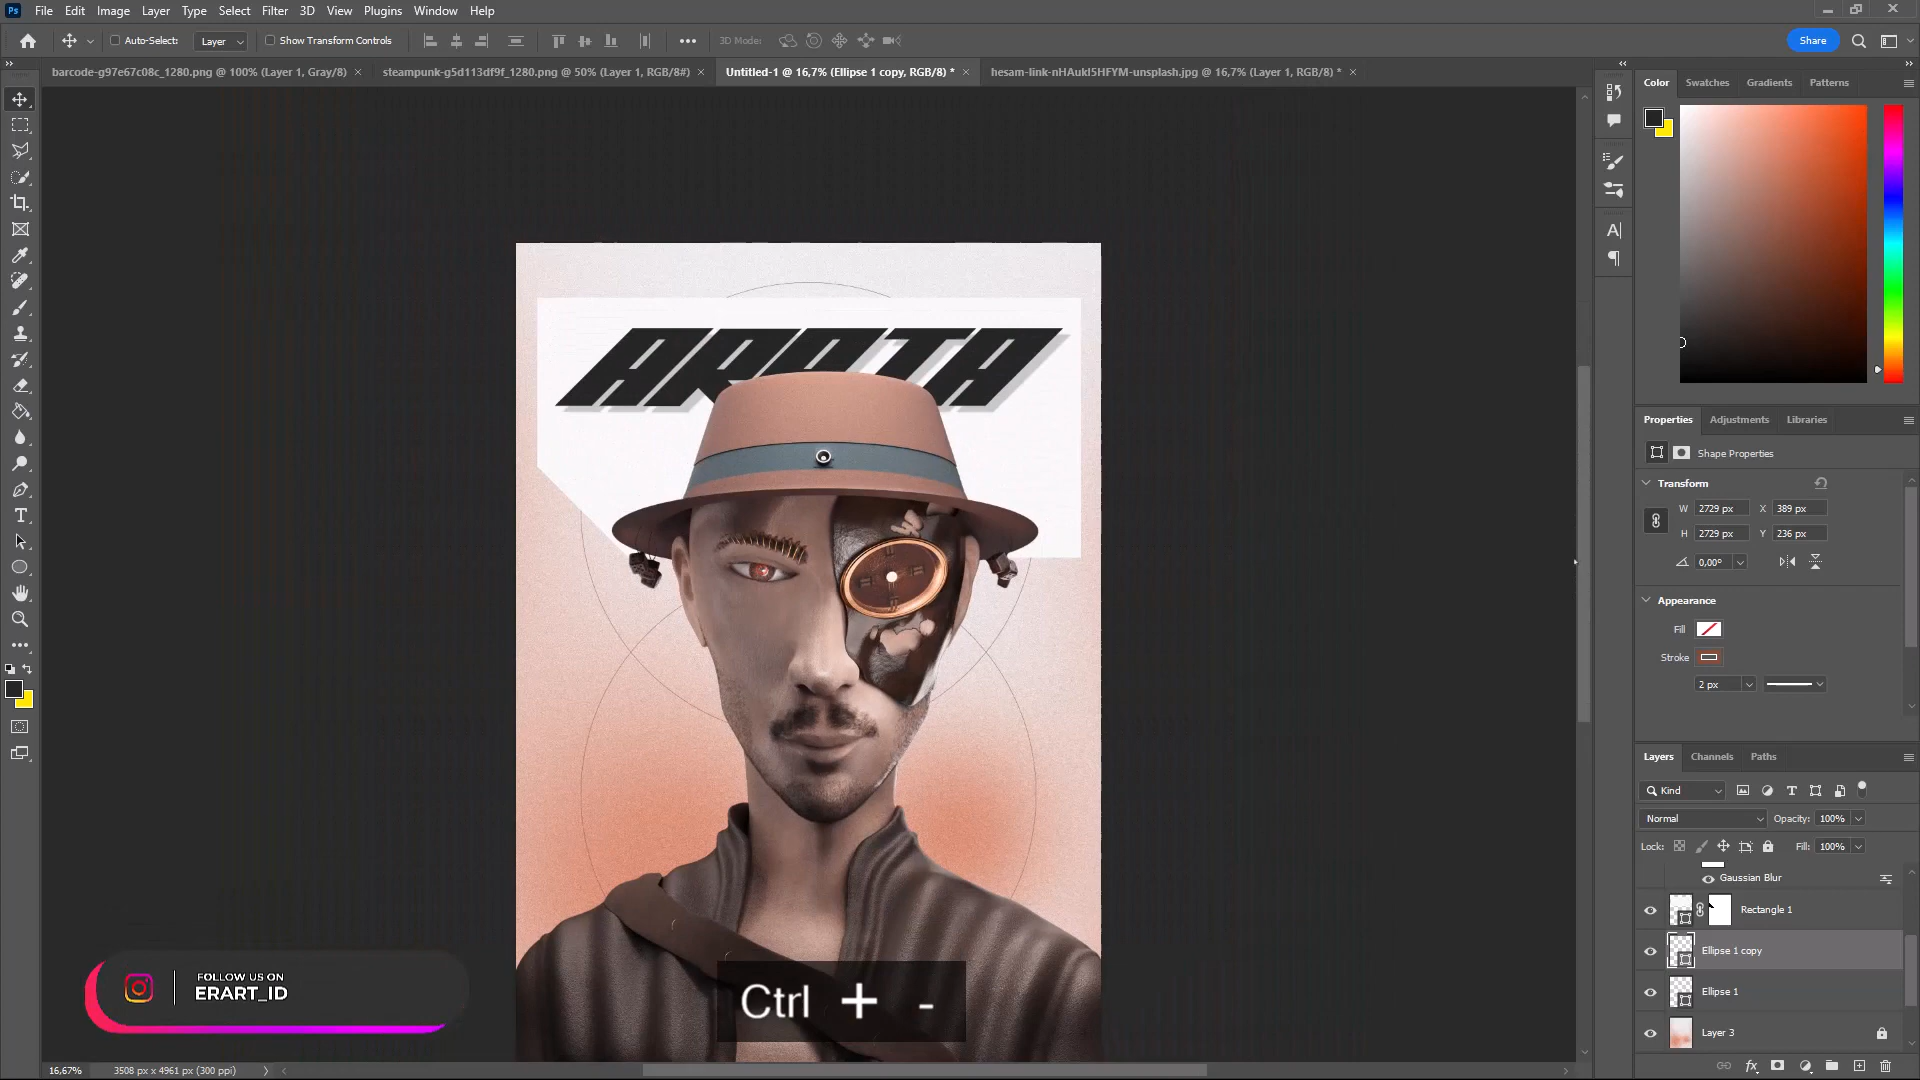 Ps File Edit Image Layer Type Select Filter 3D View Plugins Window Help
Auto-Select: Layer Show Transform Controls 3D Mode: Share
barcode-g97e67c08c_1280.png @ 100% (Layer 1, Gray/8) steampunk-g5d113df9f_1280.png @ 50% (Layer 1, RGB/8#) Untitled-1 @ 16,7% (Ellipse 1 copy, RGB/8) * hesam-link-nHAukI5HFYM-unsplash.jpg @ 16,7% (Layer 1, RGB/8) *
Color Swatches Gradients Patterns
Properties Adjustments Libraries
Shape Properties
Transform
W 2729 px X 389 px
H 2729 px Y 236 px
0,00°
Appearance
Fill
Stroke
2 px
Layers Channels Paths
Kind
Normal Opacity: 100%
Lock: Fill: 100%
Gaussian Blur
Rectangle 1
Ellipse 1 copy
Ellipse 1
Layer 3
fx
FOLLOW US ON
ERART_ID
Ctrl + -
16,67% 3508 px x 4961 px (300 ppi)